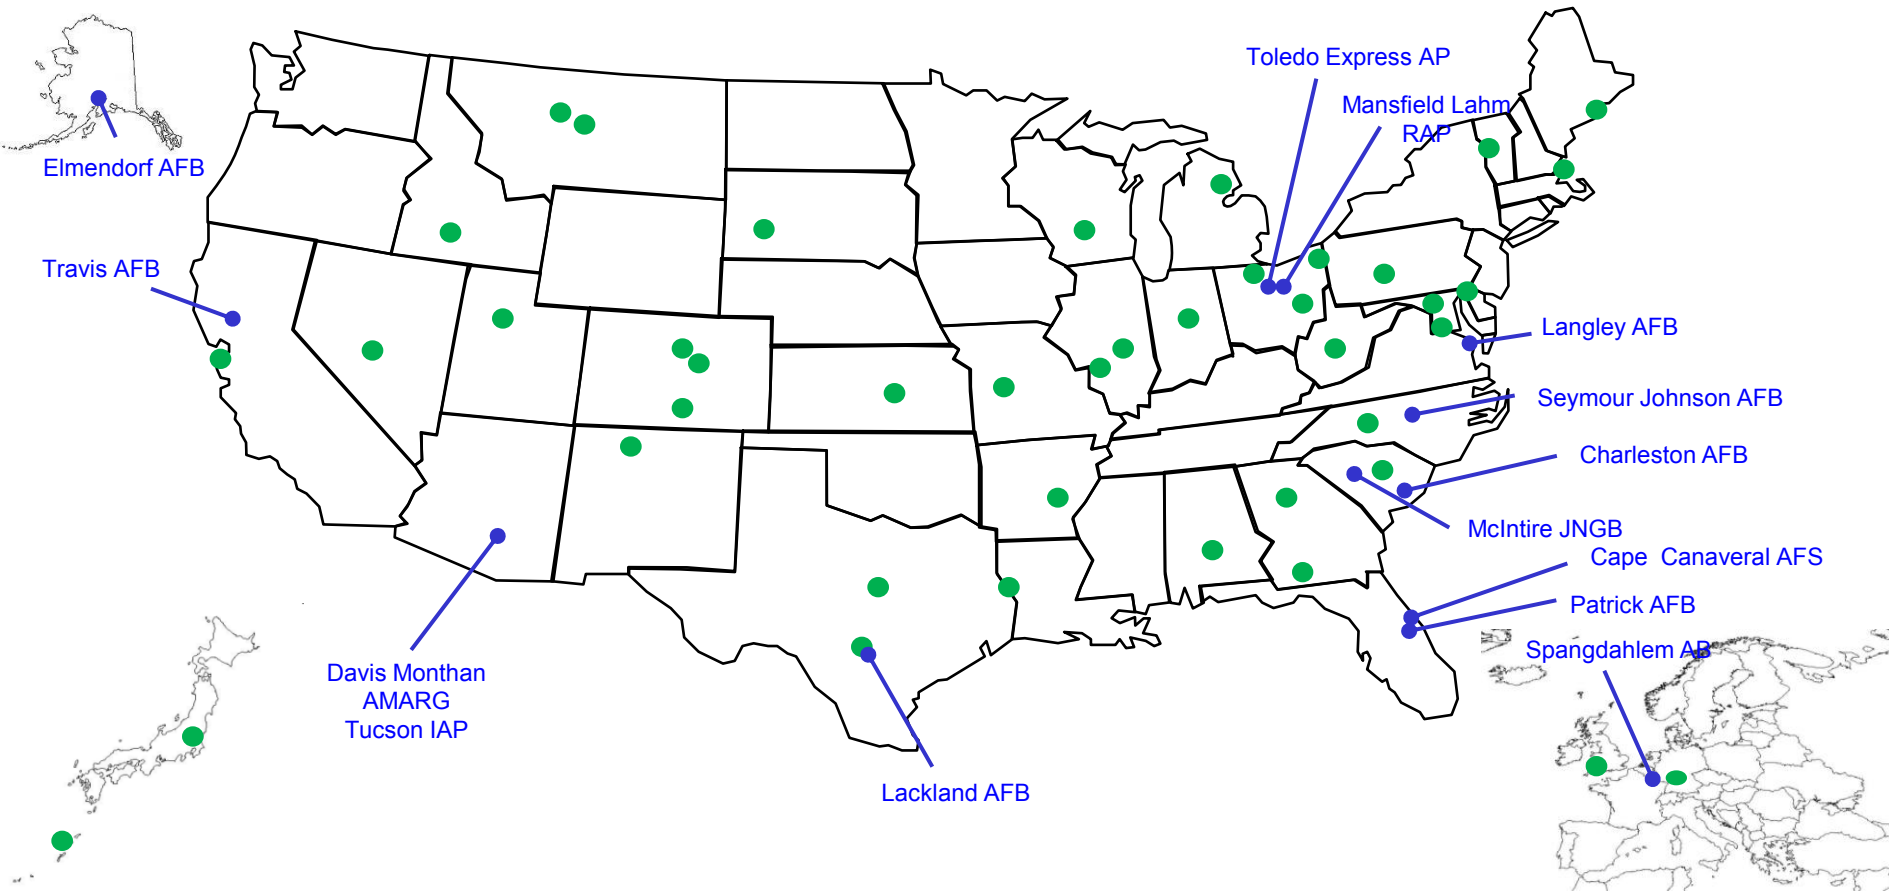 Toledo Express AP
Mansfield Lahm
RAP
Elmendorf AFB
Travis AFB
Langley AFB
Seymour Johnson AFB
Charleston AFB
McIntire JNGB
Cape  Canaveral AFS
Patrick AFB
Spangdahlem AB
Davis Monthan
AMARG
Tucson IAP
Lackland AFB